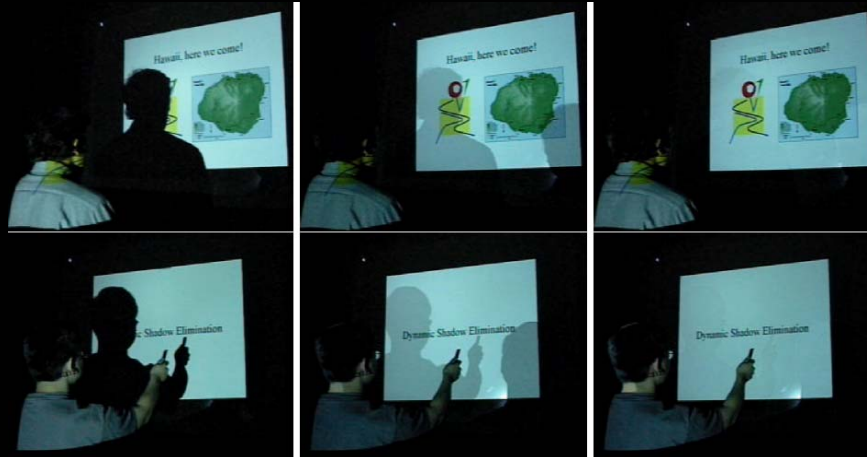 Hawaii, here we come!
Hawaii, here we come!
Hawaii, here we come!
Shadow Elimination
Dynamic Shadow Elimination
Dynamic Shadow Elimination